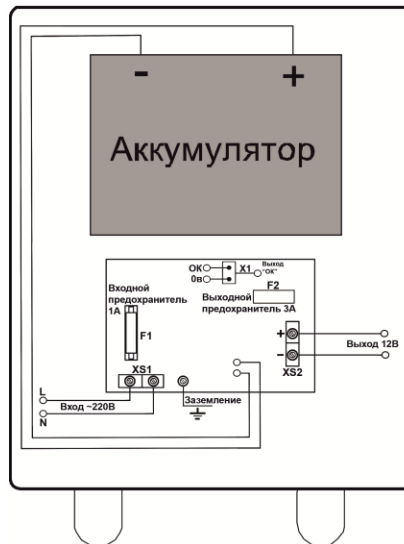 - +
Аккумулятор
ОК
0в
X1
Выход
"ОК"
Входной
предохранитель
1А
F1
F2
Выходной
предохранитель 3А
+
-
XS2
Выход 12В
XS1
L
N
Вход ~220В
Заземление